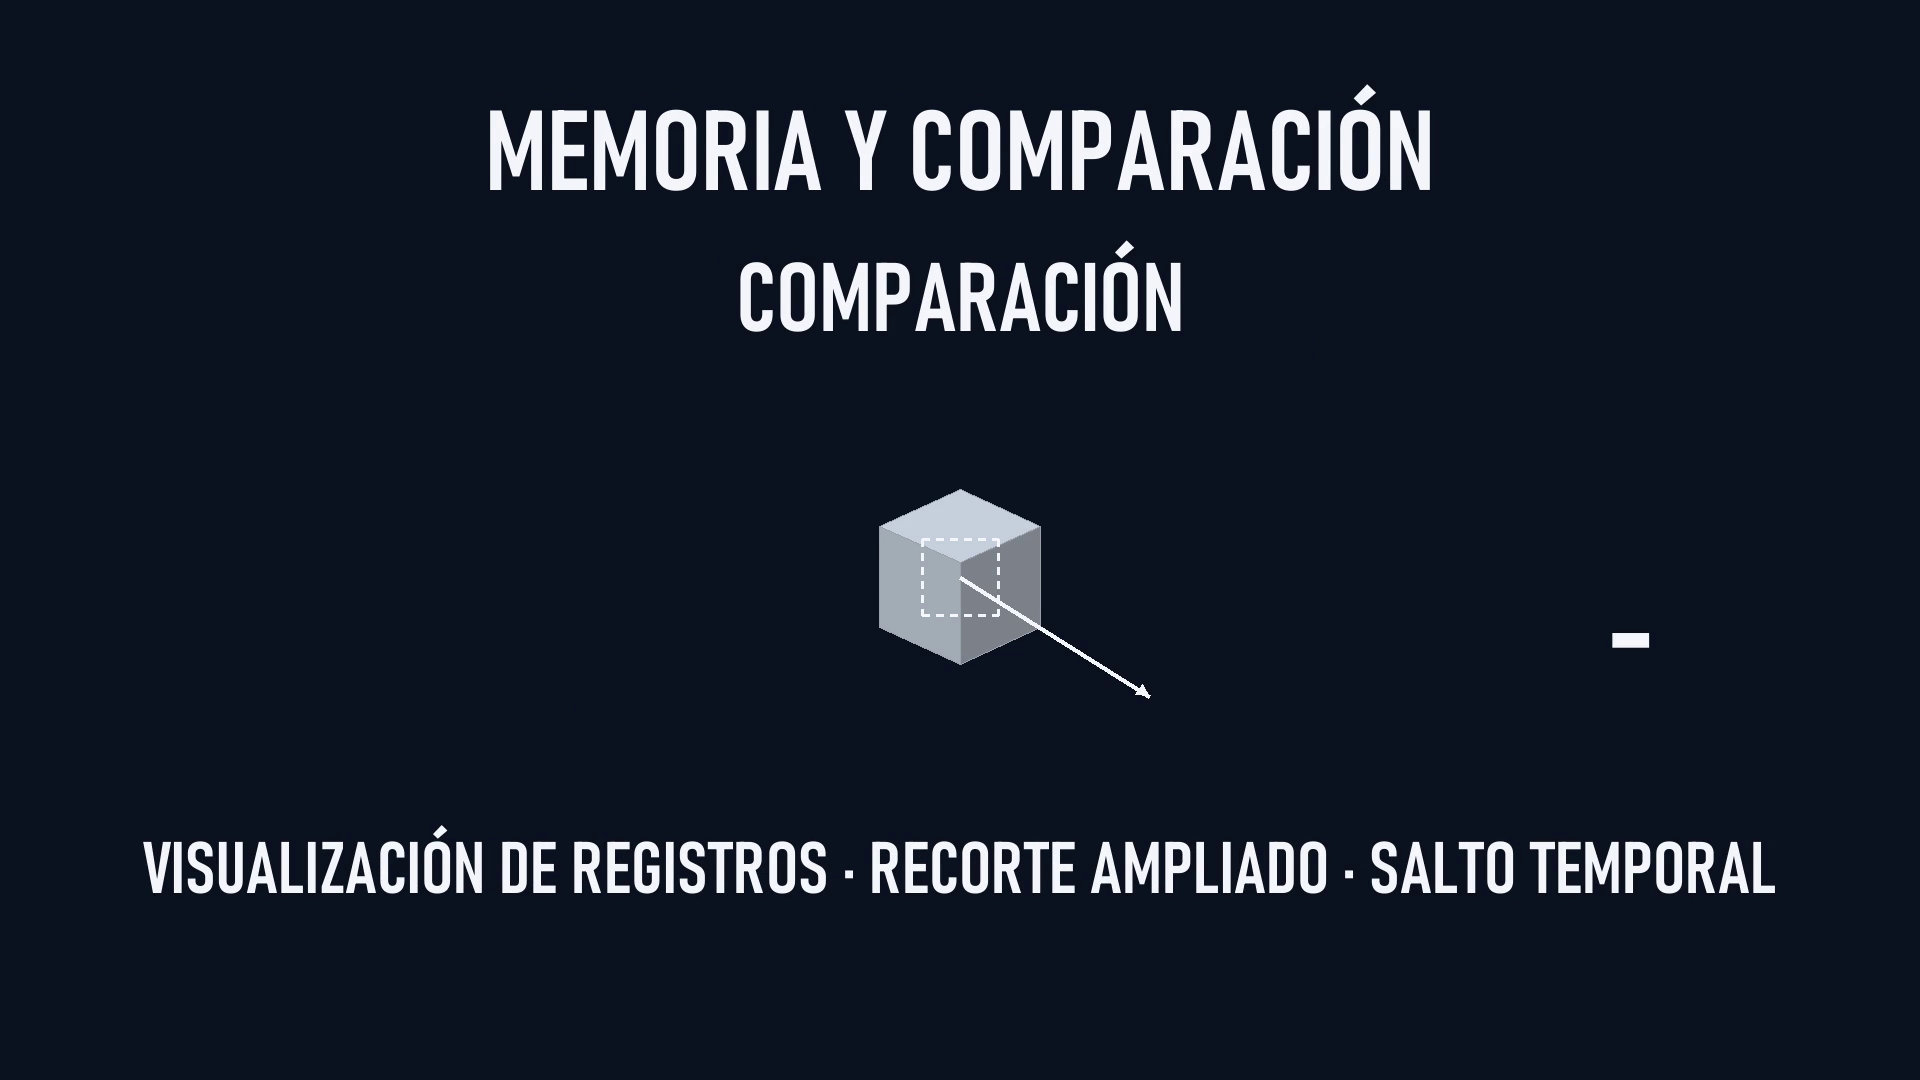 MEMORIA Y COMPARACIÓN
COMPARACIÓN
-
VISUALIZACIÓN DE REGISTROS · RECORTE AMPLIADO · SALTO TEMPORAL